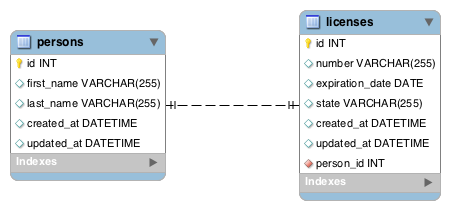 persons
id INT
first_name VARCHAR(255)
last_name VARCHAR(255)
created_at DATETIME
updated_at DATETIME
Indexes
licenses
id INT
number VARCHAR(255)
expiration_date DATE
state VARCHAR(255)
created_at DATETIME
updated_at DATETIME
person_id INT
Indexes